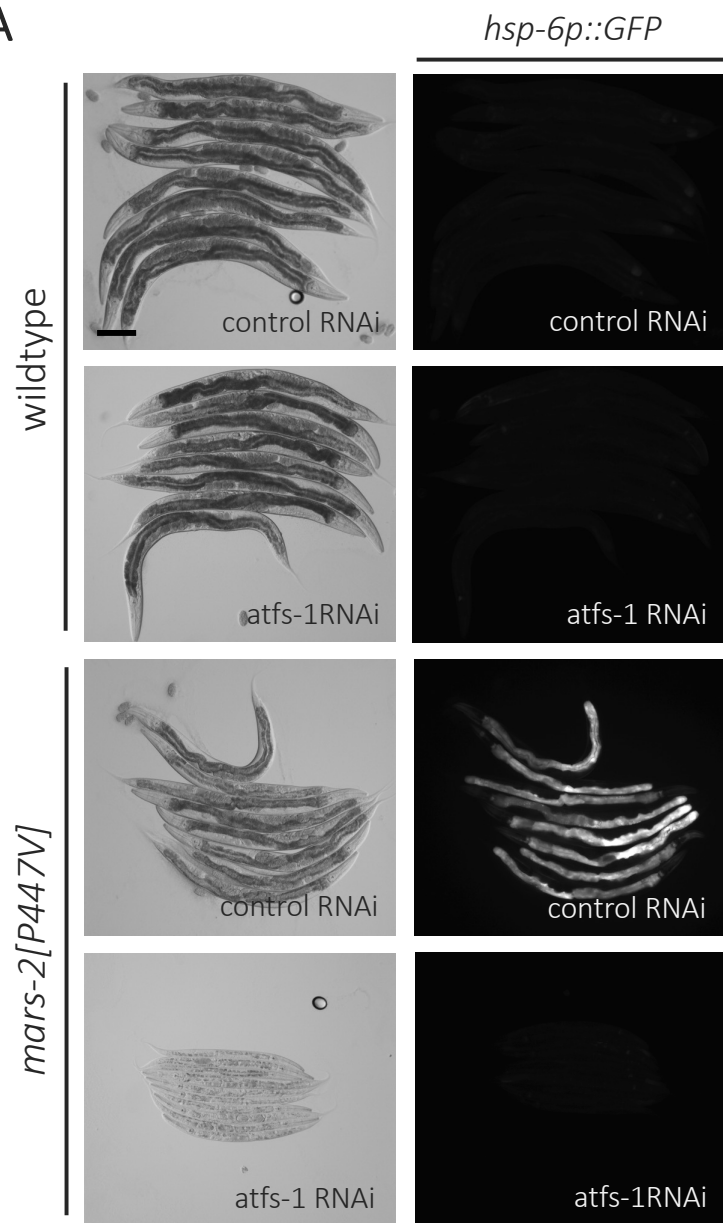 A
hsp-6p::GFP
wildtype
control RNAi
control RNAi
atfs-1RNAi
atfs-1 RNAi
mars-2[P447V]
control RNAi
control RNAi
atfs-1 RNAi
atfs-1RNAi